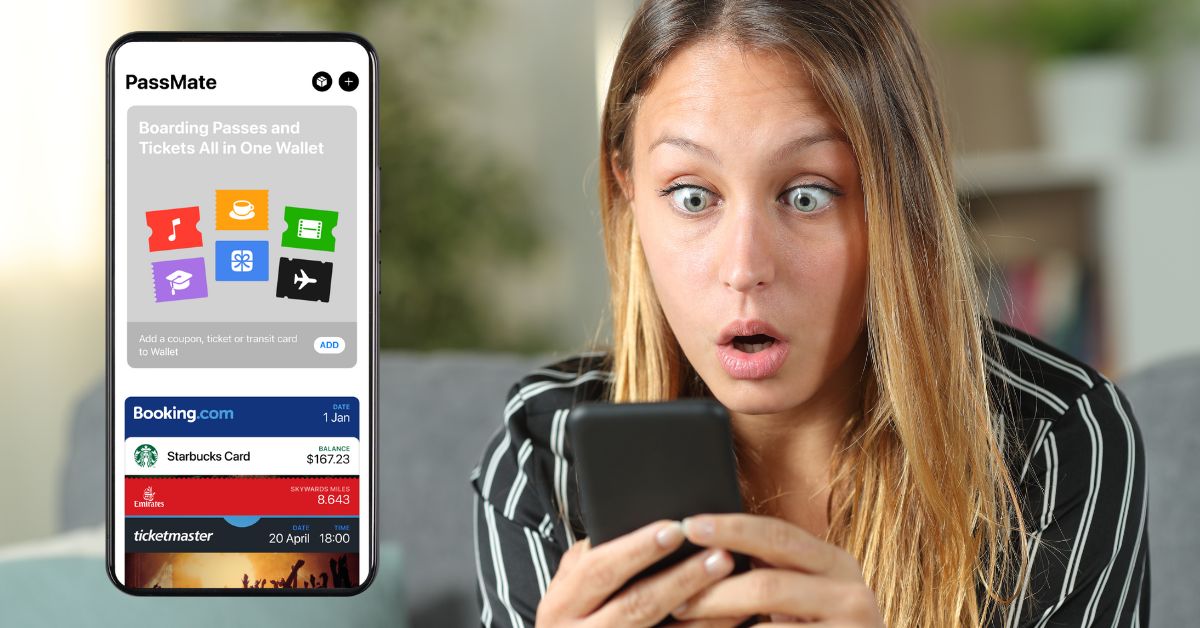 PassMate
Boarding Passes and
Tickets All in One Wallet
Add a coupon, ticket or transit card
to Wallet
ADD
Booking.com
DATE
1 Jan
Starbucks Card
BALANCE
$167.23
Emirates
SKYWARDS MILES
8.643
ticketmaster
DATE
20 April
TIME
18:00